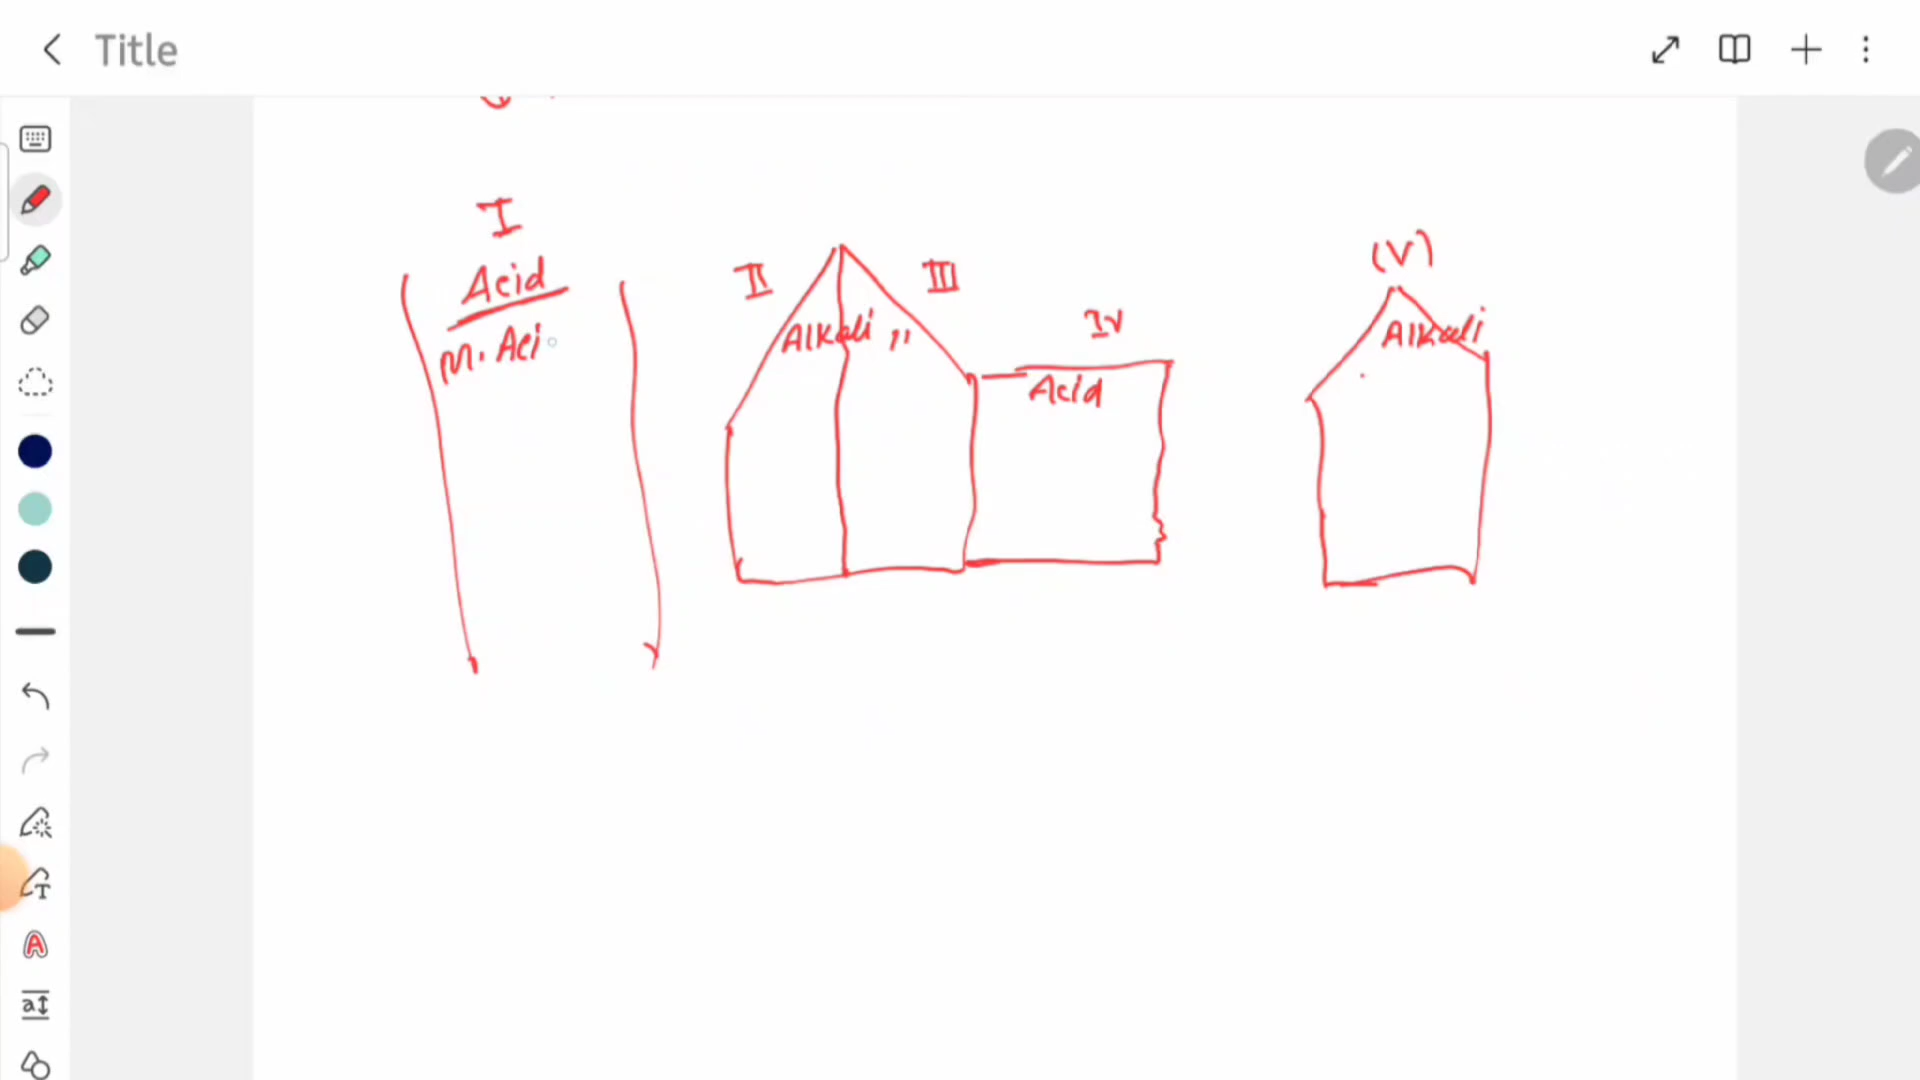 Title
I
Acid
M. Aci
II
Alkali "
III
IV
Acid
(V)
Alkali